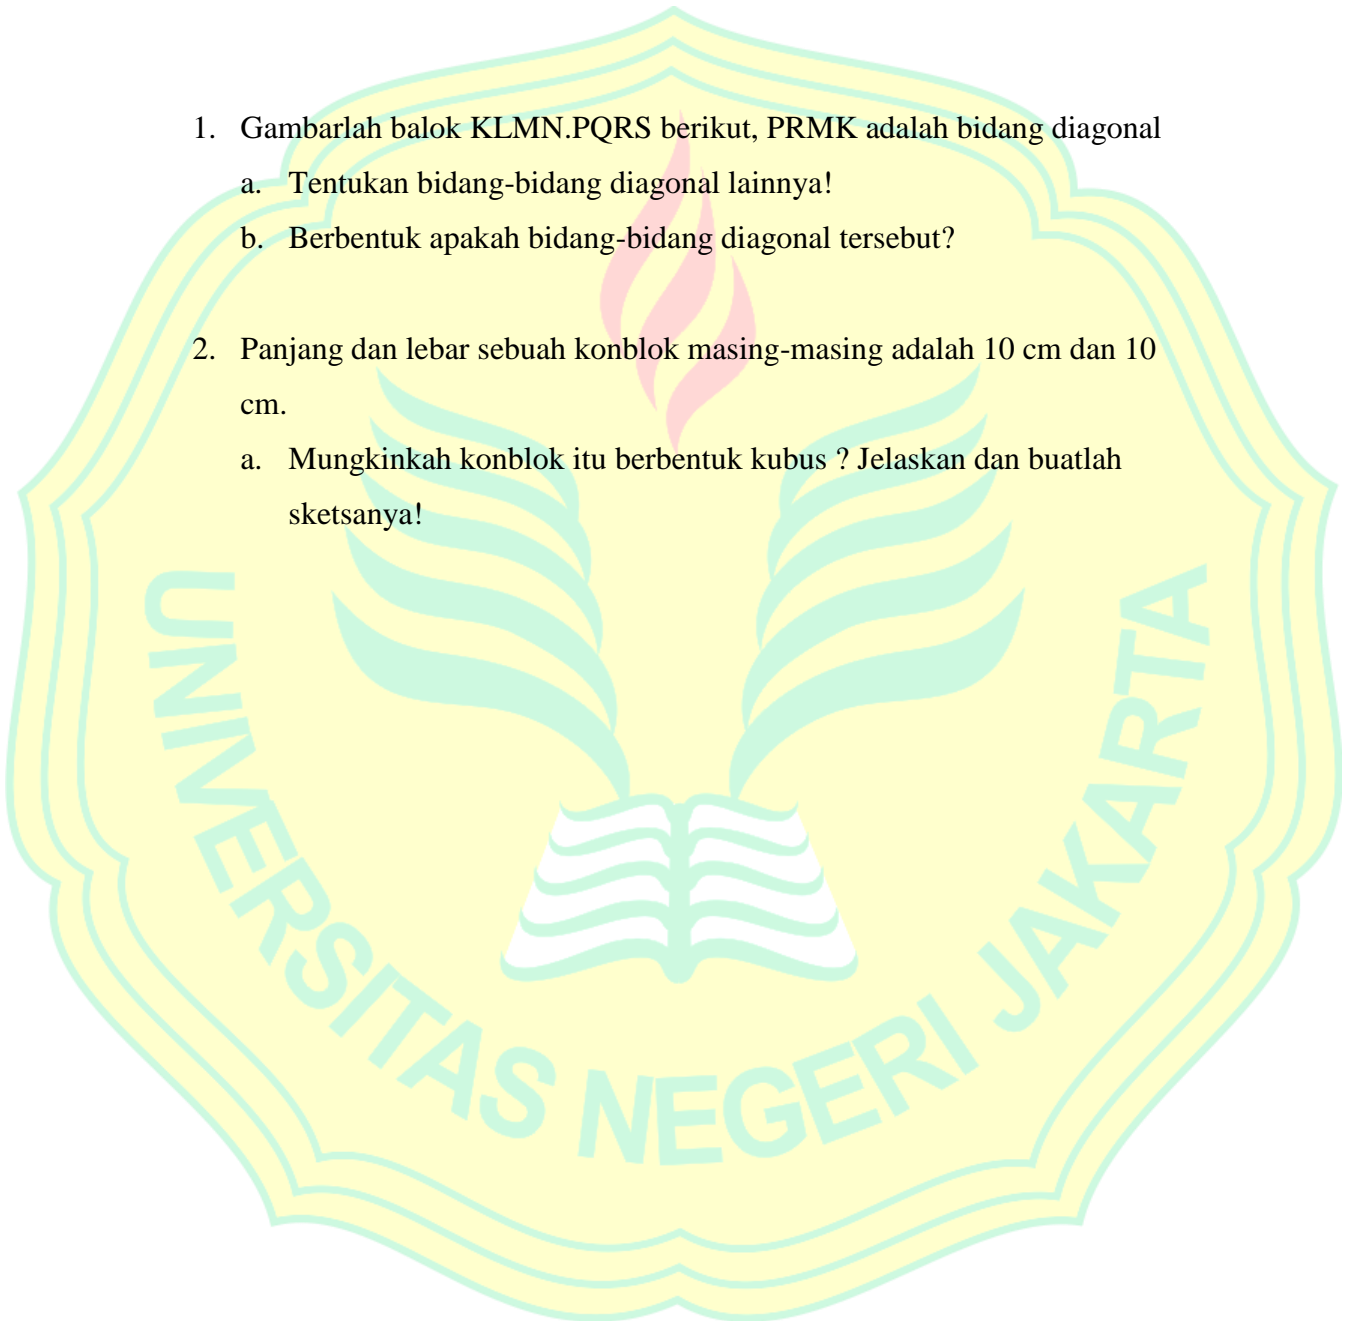 1. Gambarlah balok KLMN.PQRS berikut, PRMK adalah bidang diagonal
a. Tentukan bidang-bidang diagonal lainnya!
b. Berbentuk apakah bidang-bidang diagonal tersebut?
2. Panjang dan lebar sebuah konblok masing-masing adalah 10 cm dan 10
cm.
a. Mungkinkah konblok itu berbentuk kubus ? Jelaskan dan buatlah
sketsanya!
UNIVERSITAS NEGERI JAKARTA